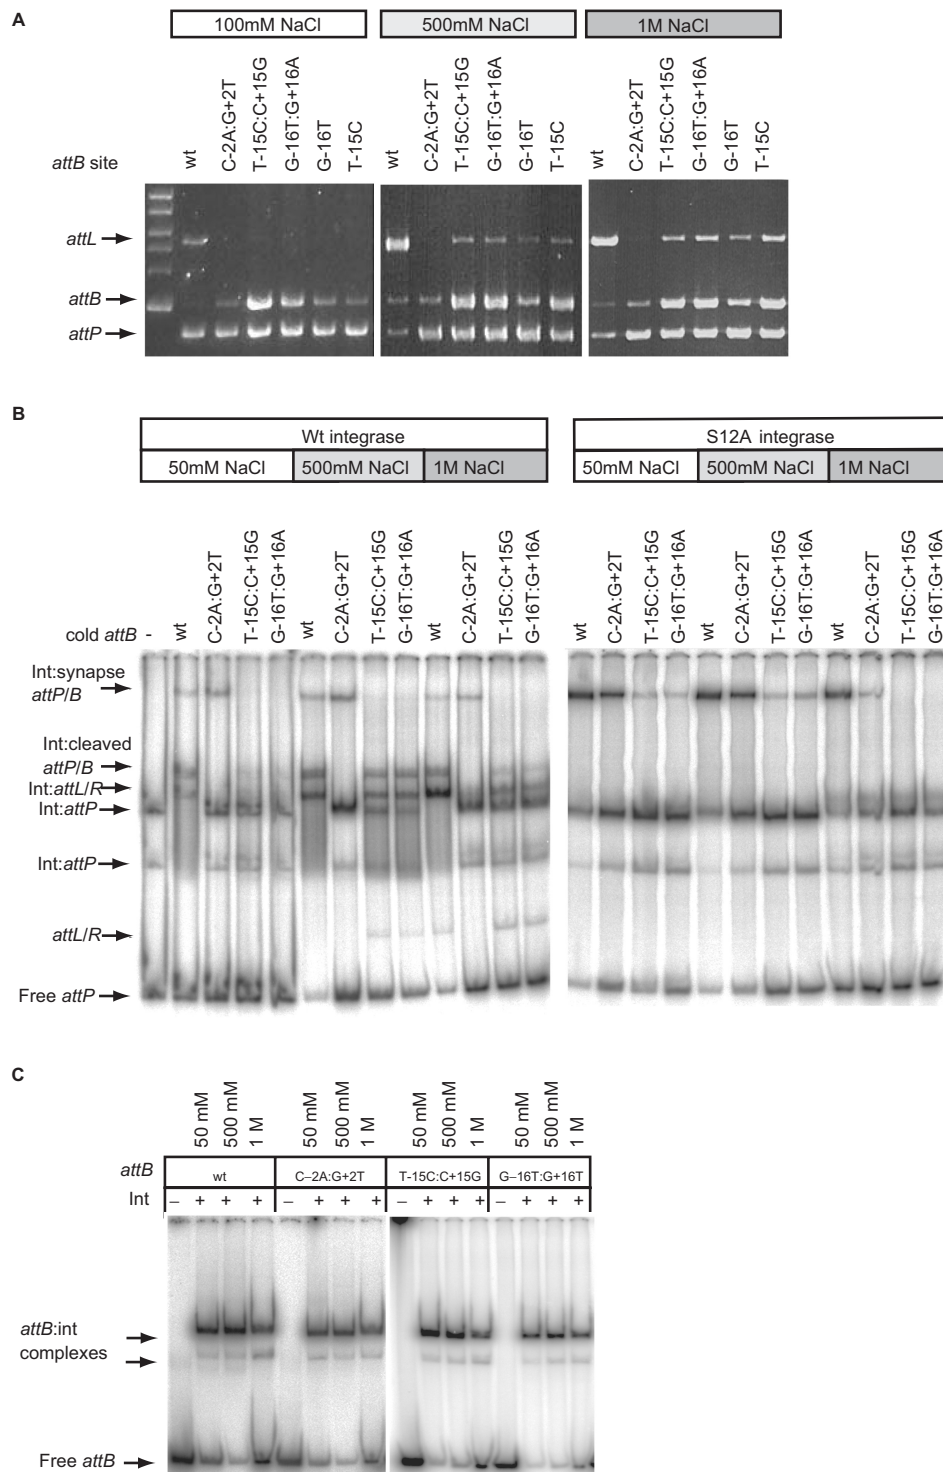 A
100mM NaCl 500mM NaCl 1M NaCl
attB site wt C-2A:G+2T T-15C:C+15G G-16T:G+16A G-16T T-15C wt C-2A:G+2T T-15C:C+15G G-16T:G+16A G-16T T-15C wt C-2A:G+2T T-15C:C+15G G-16T:G+16A G-16T T-15C
attL
attB
attP
B
Wt integrase S12A integrase
50mM NaCl 500mM NaCl 1M NaCl 50mM NaCl 500mM NaCl 1M NaCl
cold attB - wt C-2A:G+2T T-15C:C+15G G-16T:G+16A wt C-2A:G+2T T-15C:C+15G G-16T:G+16A wt C-2A:G+2T T-15C:C+15G G-16T:G+16A wt C-2A:G+2T T-15C:C+15G G-16T:G+16A wt C-2A:G+2T T-15C:C+15G G-16T:G+16A wt C-2A:G+2T T-15C:C+15G G-16T:G+16A
Int:synapse
attP/B
Int:cleaved
attP/B
Int:attL/R
Int:attP
Int:attP
attL/R
Free attP
C
50 mM 500 mM 1 M 50 mM 500 mM 1 M 50 mM 500 mM 1 M 50 mM 500 mM 1 M
attB wt C–2A:G+2T T-15C:C+15G G–16T:G+16T
Int – + + + – + + + – + + + – + + +
attB:int
complexes
Free attB